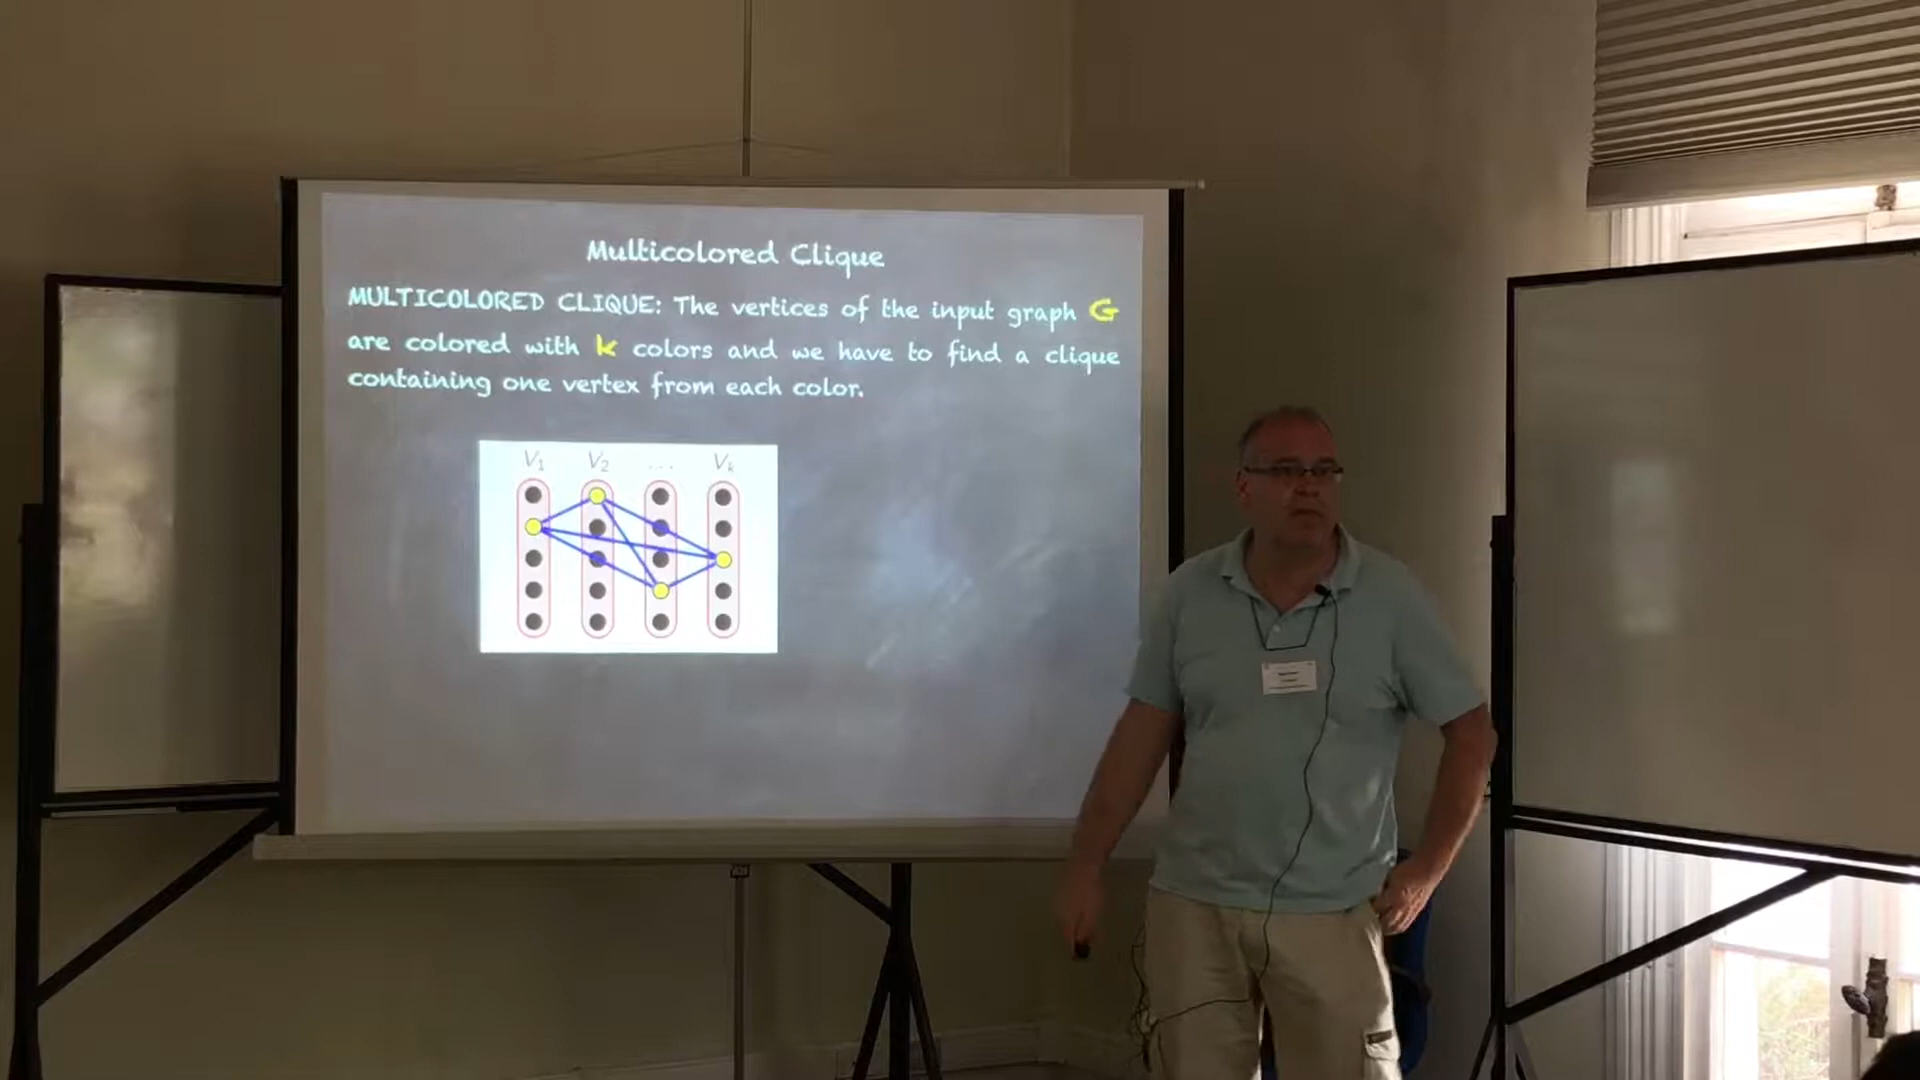 Multicolored Clique
MULTICOLORED CLIQUE: The vertices of the input graph G
are colored with k colors and we have to find a clique
containing one vertex from each color.
V1 V2 ... Vk